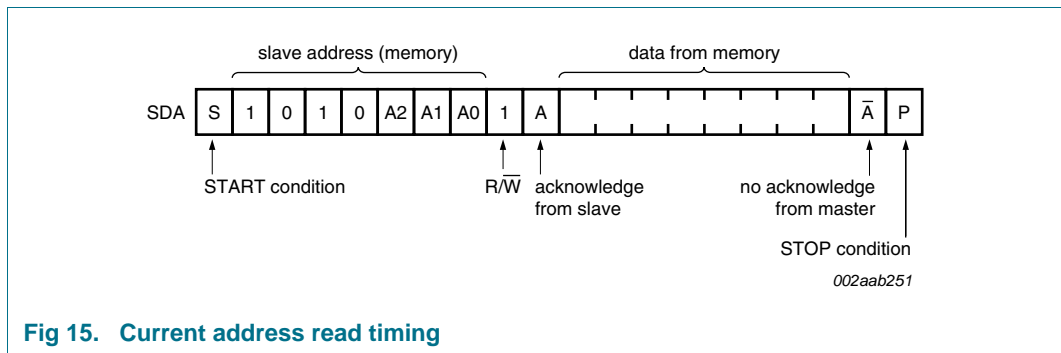 slave address (memory) data from memory
SDA S 1 0 1 0 A2 A1 A0 1 A A̅ P
START condition R/W̅ acknowledge from slave no acknowledge from master
STOP condition
002aab251
Fig 15. Current address read timing